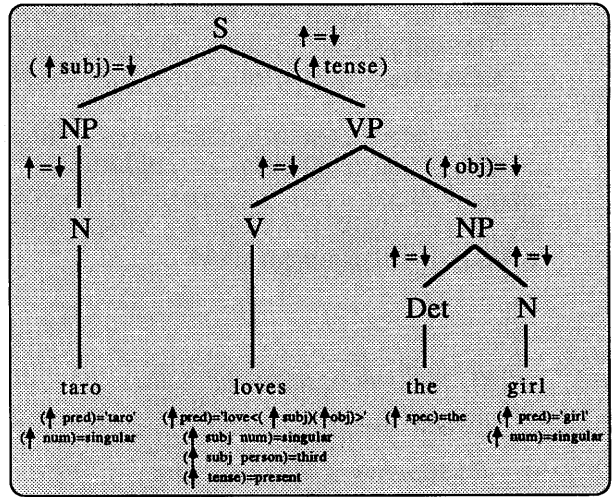 S
↑=↓
(↑subj)=↓ (↑tense)
NP VP
↑=↓ ↑=↓ (↑obj)=↓
N V NP
↑=↓ ↑=↓
Det N
taro loves the girl
(↑ pred)='taro' (↑pred)='love<(↑subj)(↑obj)>' (↑ spec)=the (↑ pred)='girl'
(↑ num)=singular (↑ subj num)=singular (↑ num)=singular
(↑ subj person)=third
(↑ tense)=present